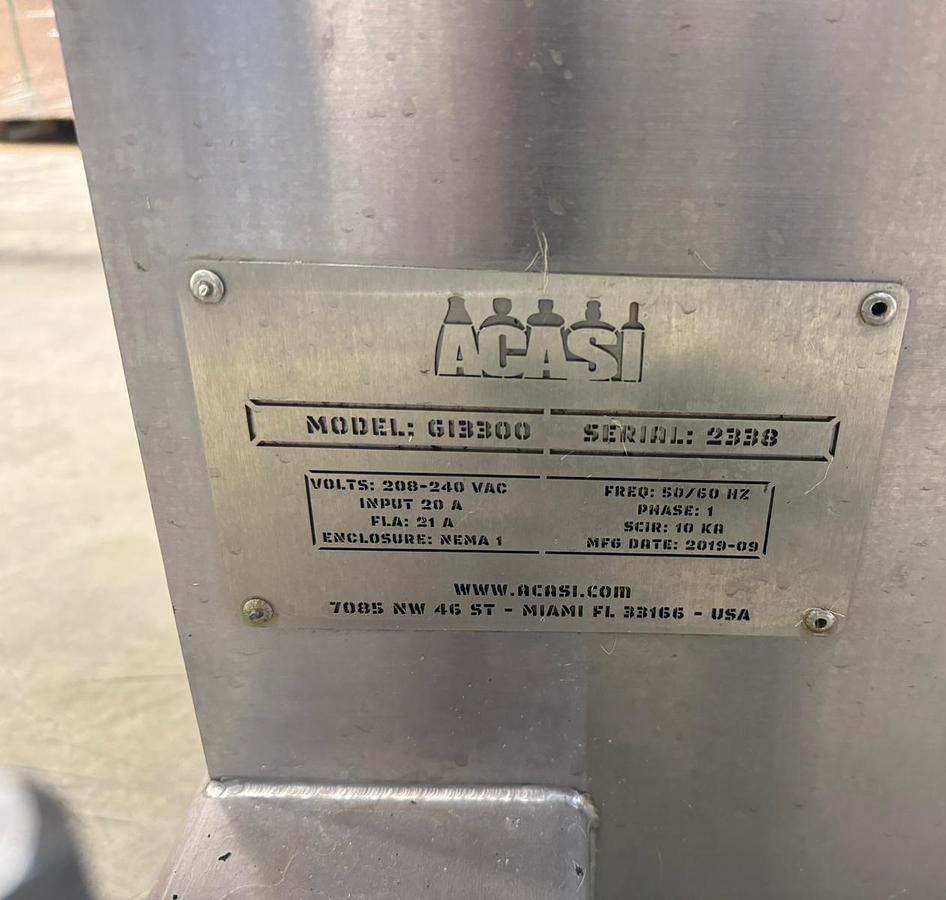 ACASI
MODEL: GI3300 SERIAL: 2338
VOLTS: 208-240 VAC FREQ: 50/60 HZ
INPUT 20 A PHASE: 1
FLA: 21 A SCIR: 10 KA
ENCLOSURE: NEMA 1 MFG DATE: 2019-09
WWW.ACASI.COM
7085 NW 46 ST - MIAMI FL 33166 - USA